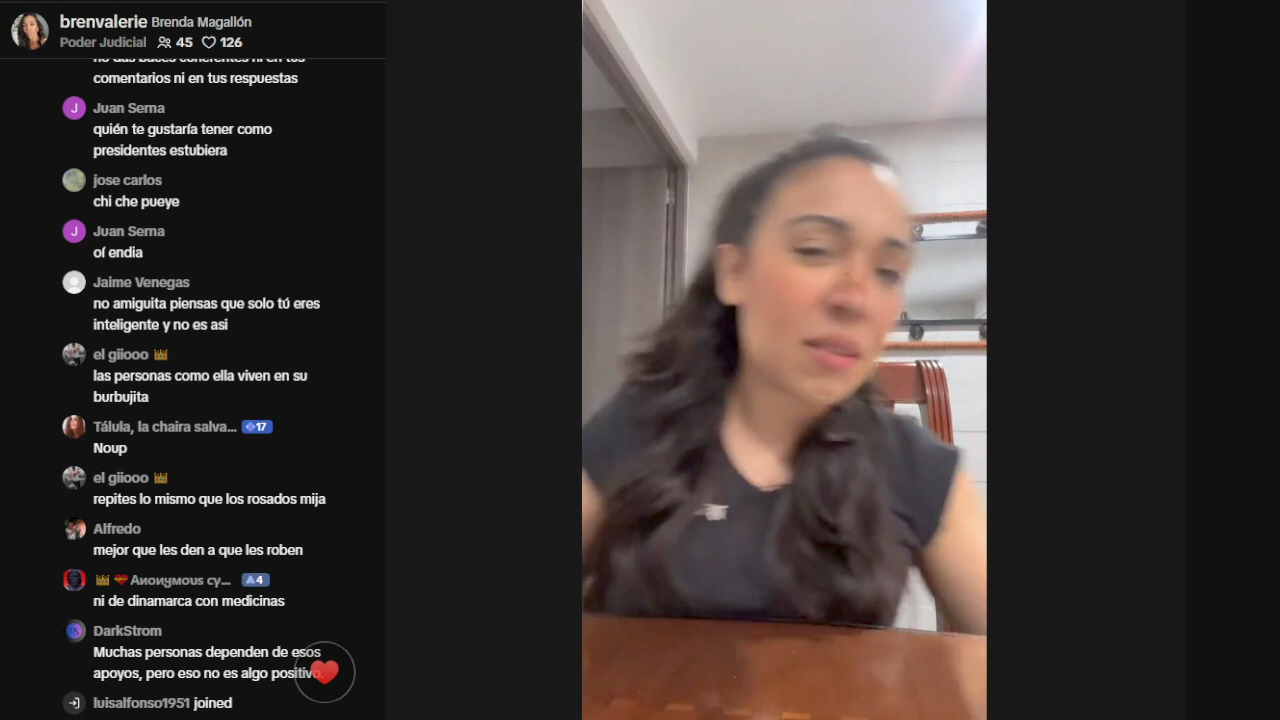 brenvalerie Brenda Magallón
Poder Judicial 45 126
no das baces coherentes ni en tus
comentarios ni en tus respuestas
Juan Serna
quién te gustaría tener como
presidentes estubiera
jose carlos
chi che pueye
Juan Serna
oí endia
Jaime Venegas
no amiguita piensas que solo tú eres
inteligente y no es asi
el giiooo
las personas como ella viven en su
burbujita
Tálula, la chaira salva... 17
Noup
el giiooo
repites lo mismo que los rosados mija
Alfredo
mejor que les den a que les roben
Aиoиყмoυs cy... 4
ni de dinamarca con medicinas
DarkStrom
Muchas personas dependen de esos
apoyos, pero eso no es algo positivo.
luisalfonso1951 joined